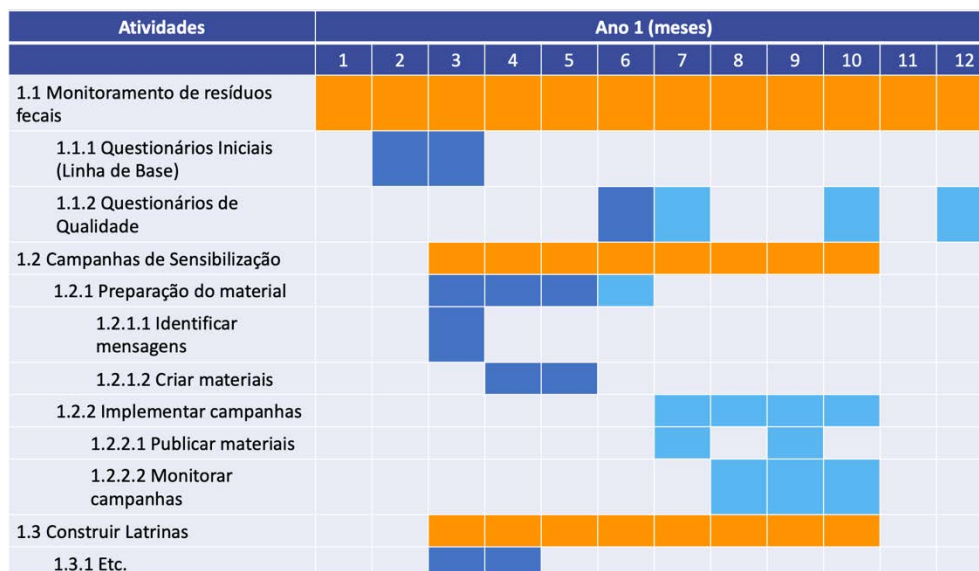 Atividades
Ano 1 (meses)
1 2 3 4 5 6 7 8 9 10 11 12
1.1 Monitoramento de resíduos
fecais
1.1.1 Questionários Iniciais
(Linha de Base)
1.1.2 Questionários de
Qualidade
1.2 Campanhas de Sensibilização
1.2.1 Preparação do material
1.2.1.1 Identificar
mensagens
1.2.1.2 Criar materiais
1.2.2 Implementar campanhas
1.2.2.1 Publicar materiais
1.2.2.2 Monitorar
campanhas
1.3 Construir Latrinas
1.3.1 Etc.